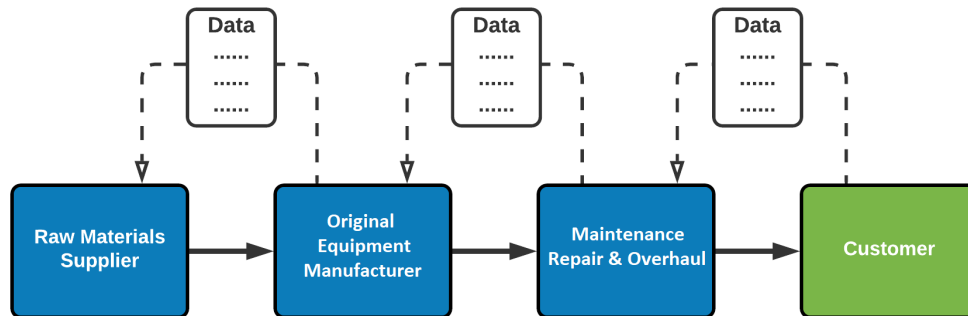 Data
......
......
......
Data
......
......
......
Data
......
......
......
Raw Materials
Supplier
Original
Equipment
Manufacturer
Maintenance
Repair & Overhaul
Customer